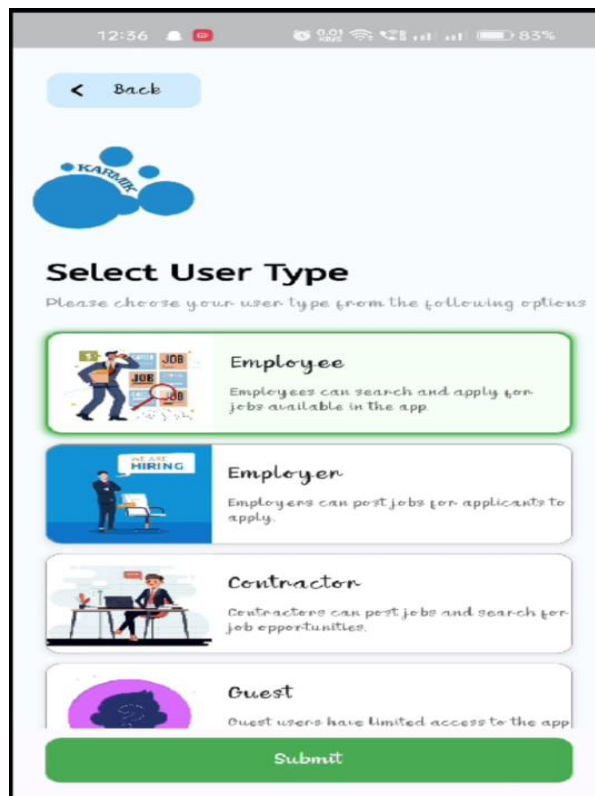 12:36
0.01
KB/S
83%
Back
KARMIK
Select User Type
Please choose your user type from the following options
JOB
JOB
JOB
Employee
Employees can search and apply for
jobs available in the app
WE ARE
HIRING
Employer
Employers can post jobs for applicants to
apply.
Contractor
Contractors can post jobs and search for
job opportunities.
Guest
Guest users have limited access to the app
Submit